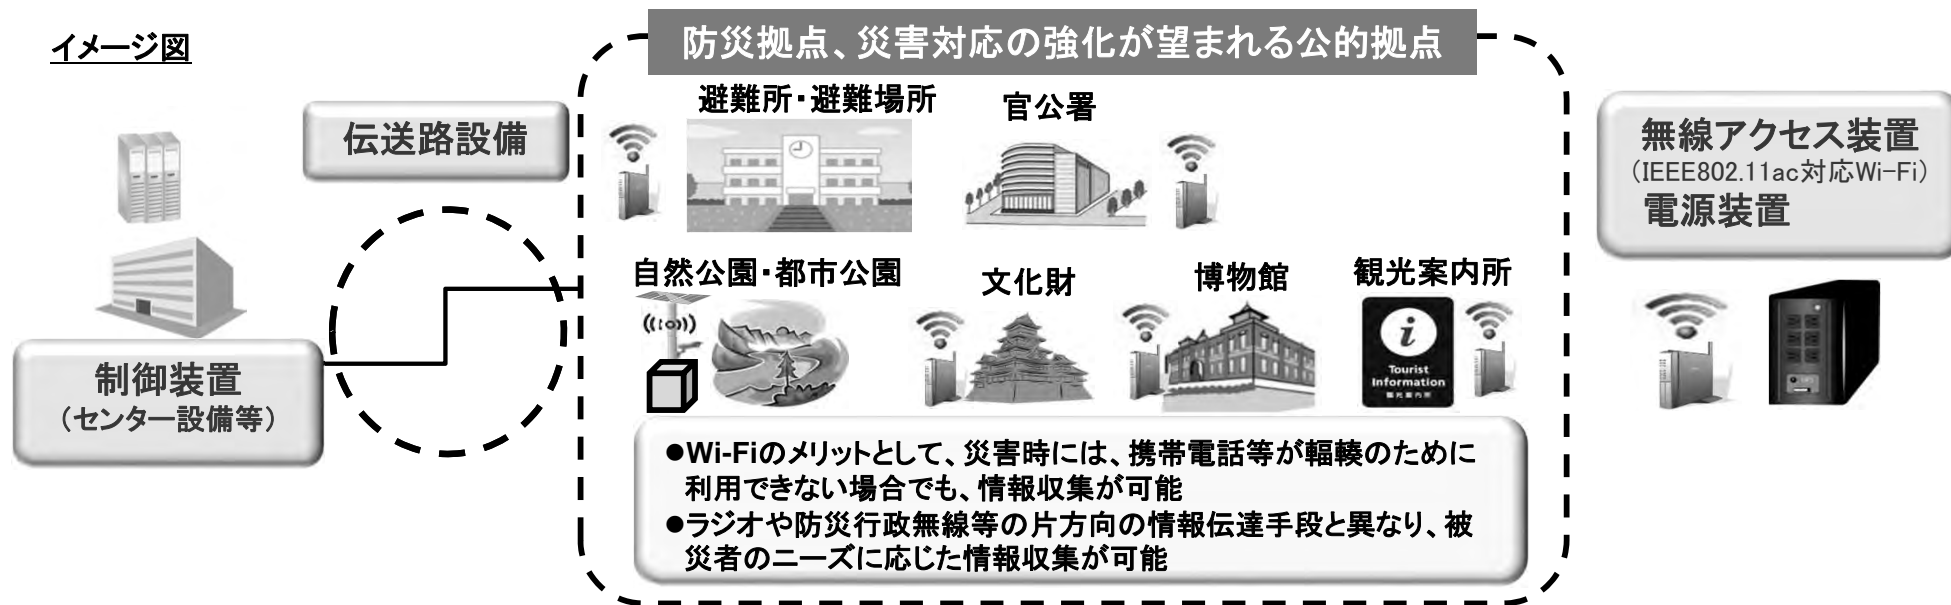 イメージ図
防災拠点、災害対応の強化が望まれる公的拠点
伝送路設備
制御装置
（センター設備等）
避難所・避難場所
官公署
自然公園・都市公園
文化財
博物館
観光案内所
Tourist
Information
観光案内所
●Wi-Fiのメリットとして、災害時には、携帯電話等が輻輳のために
利用できない場合でも、情報収集が可能
●ラジオや防災行政無線等の片方向の情報伝達手段と異なり、被
災者のニーズに応じた情報収集が可能
無線アクセス装置
（IEEE802.11ac対応Wi-Fi）
電源装置